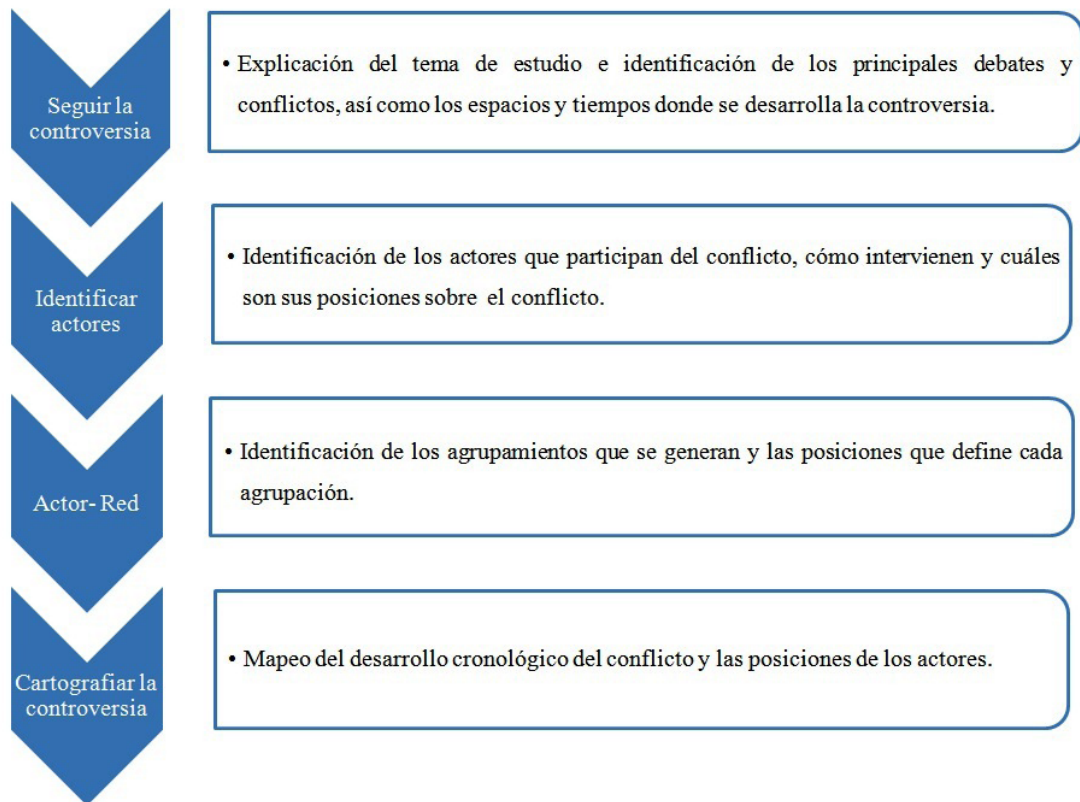 Seguir la
controversia
• Explicación del tema de estudio e identificación de los principales debates y
conflictos, así como los espacios y tiempos donde se desarrolla la controversia.
Identificar
actores
• Identificación de los actores que participan del conflicto, cómo intervienen y cuáles
son sus posiciones sobre el conflicto.
Actor- Red
• Identificación de los agrupamientos que se generan y las posiciones que define cada
agrupación.
Cartografiar la
controversia
• Mapeo del desarrollo cronológico del conflicto y las posiciones de los actores.